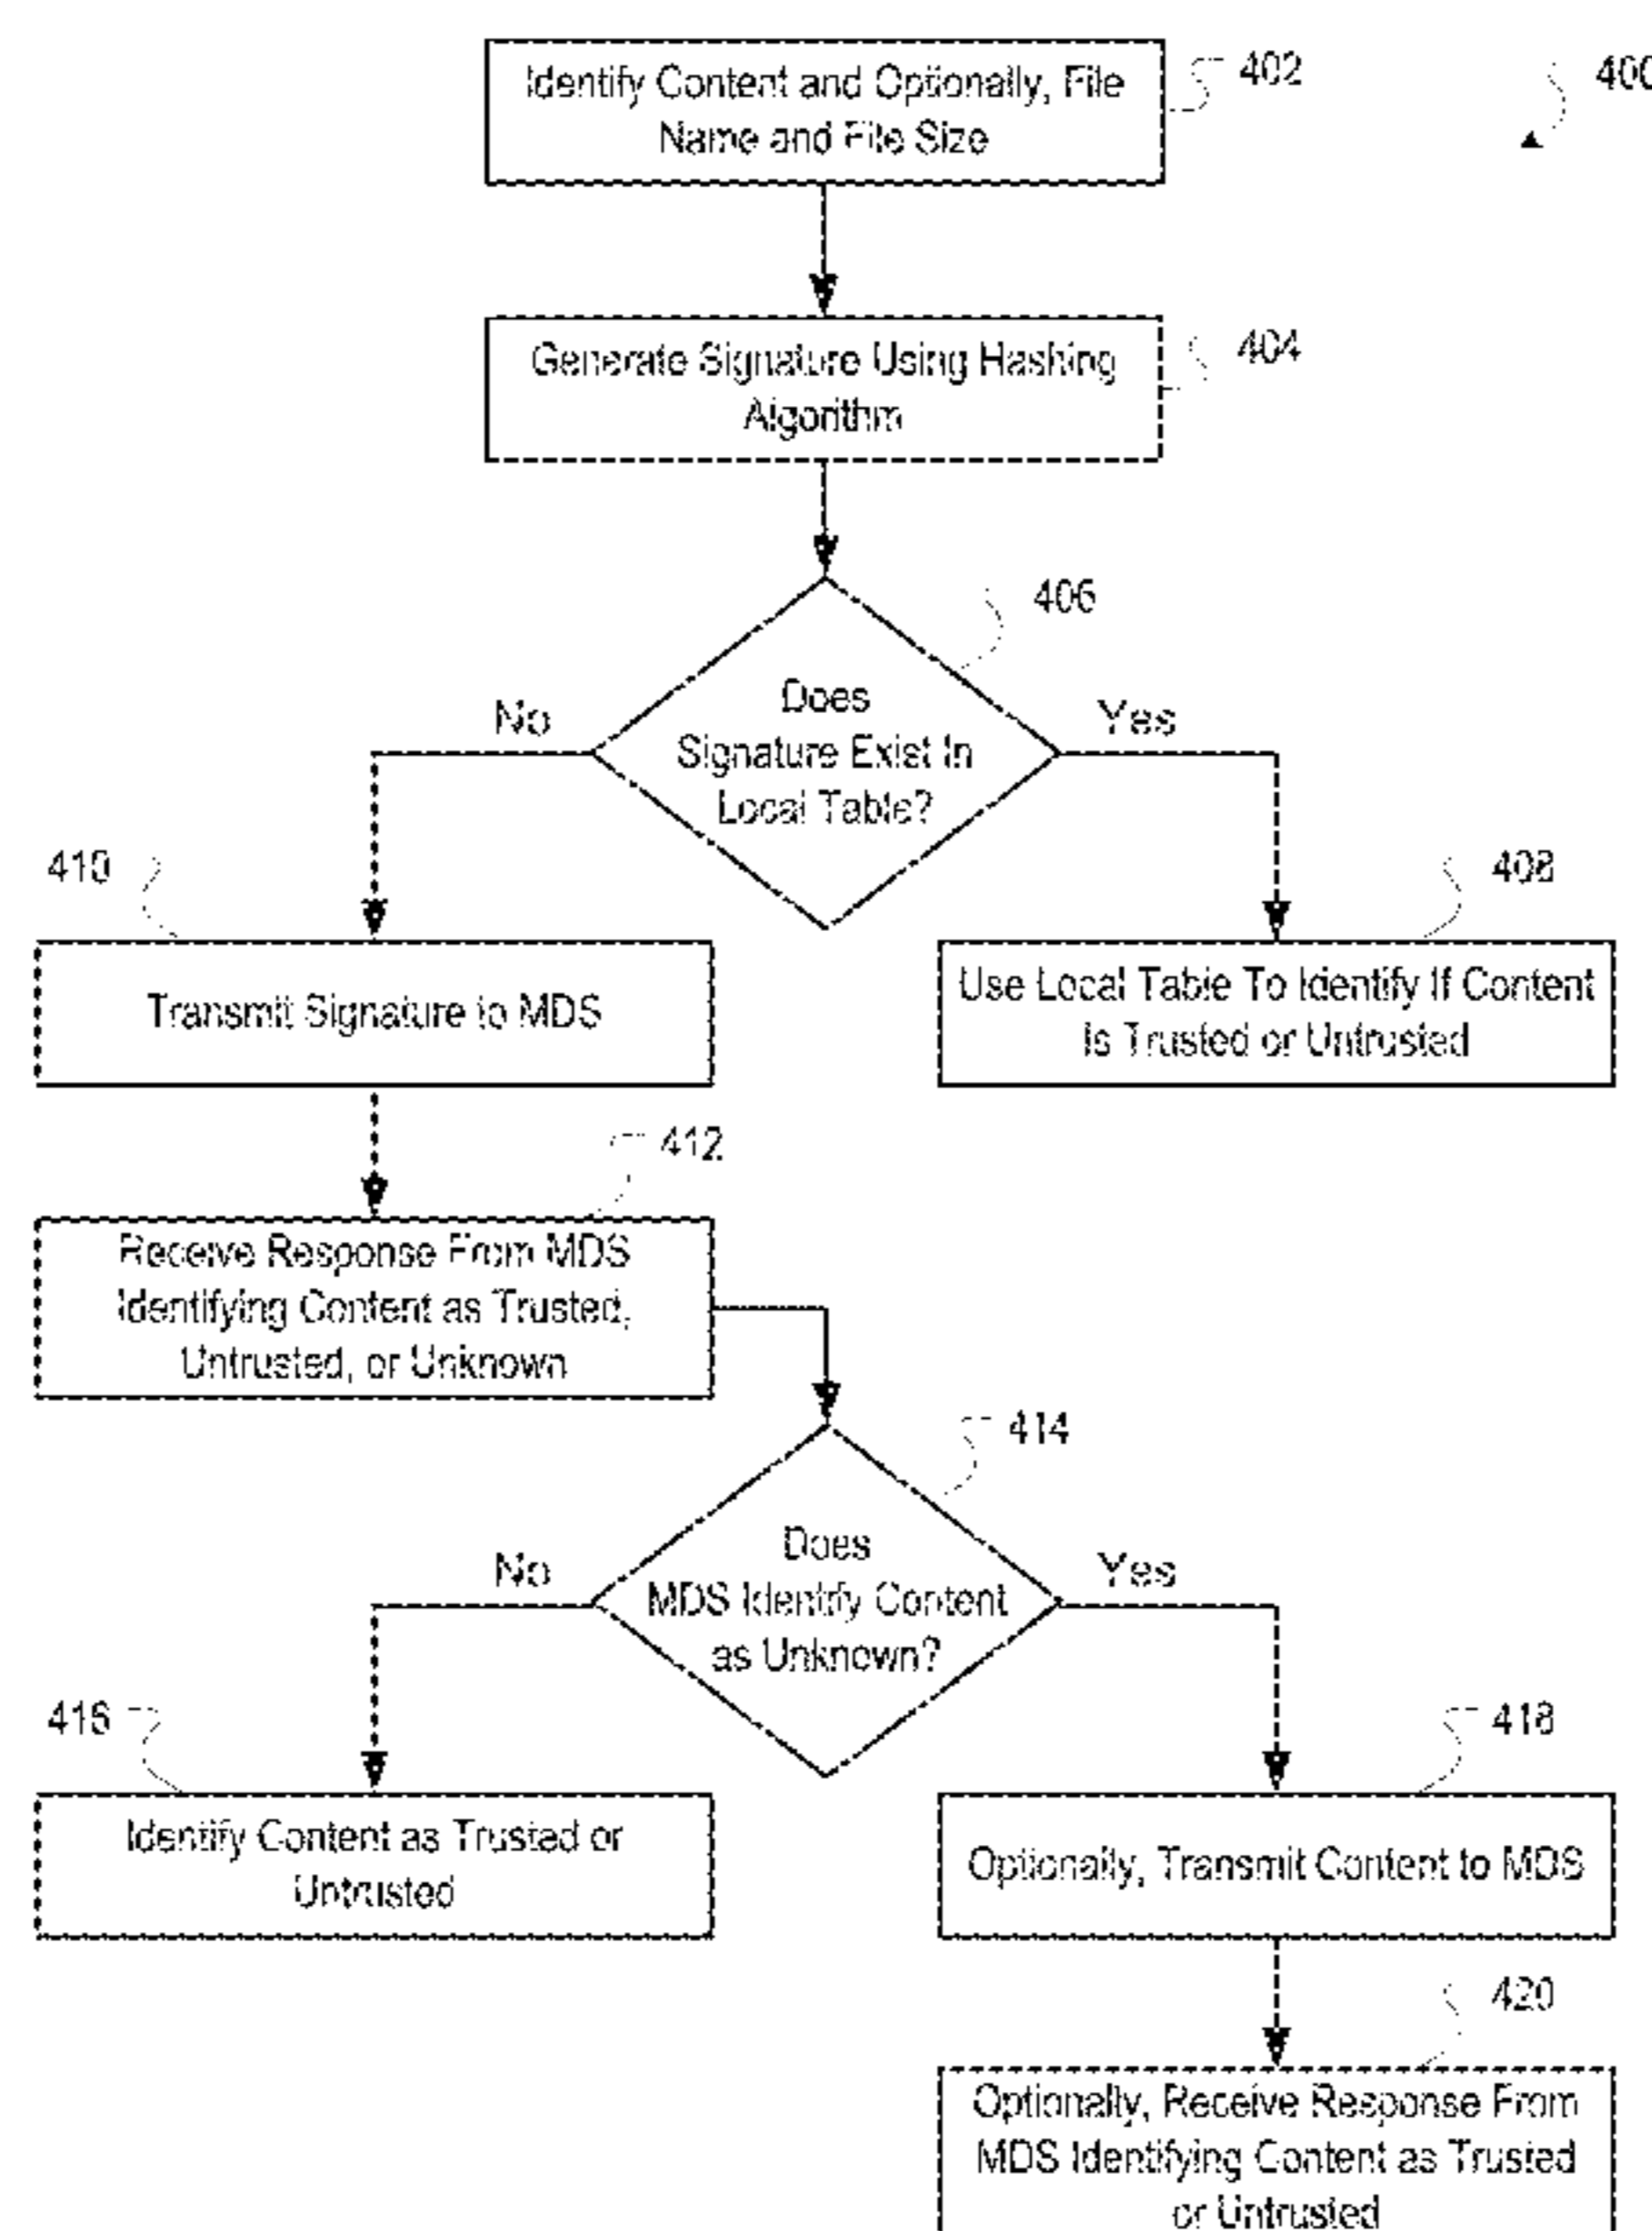 Identify Content and Optionally, File
Name and File Size
402
400
Generate Signature Using Hashing
Algorithm
404
406
Does
Signature Exist In
Local Table?
No
Yes
410
408
Transmit Signature to MDS
Use Local Table To Identify If Content
Is Trusted or Untrusted
412
Receive Response From MDS
Identifying Content as Trusted,
Untrusted, or Unknown
414
Does
MDS Identify Content
as Unknown?
No
Yes
416
418
Identify Content as Trusted or
Untrusted
Optionally, Transmit Content to MDS
420
Optionally, Receive Response From
MDS Identifying Content as Trusted
or Untrusted